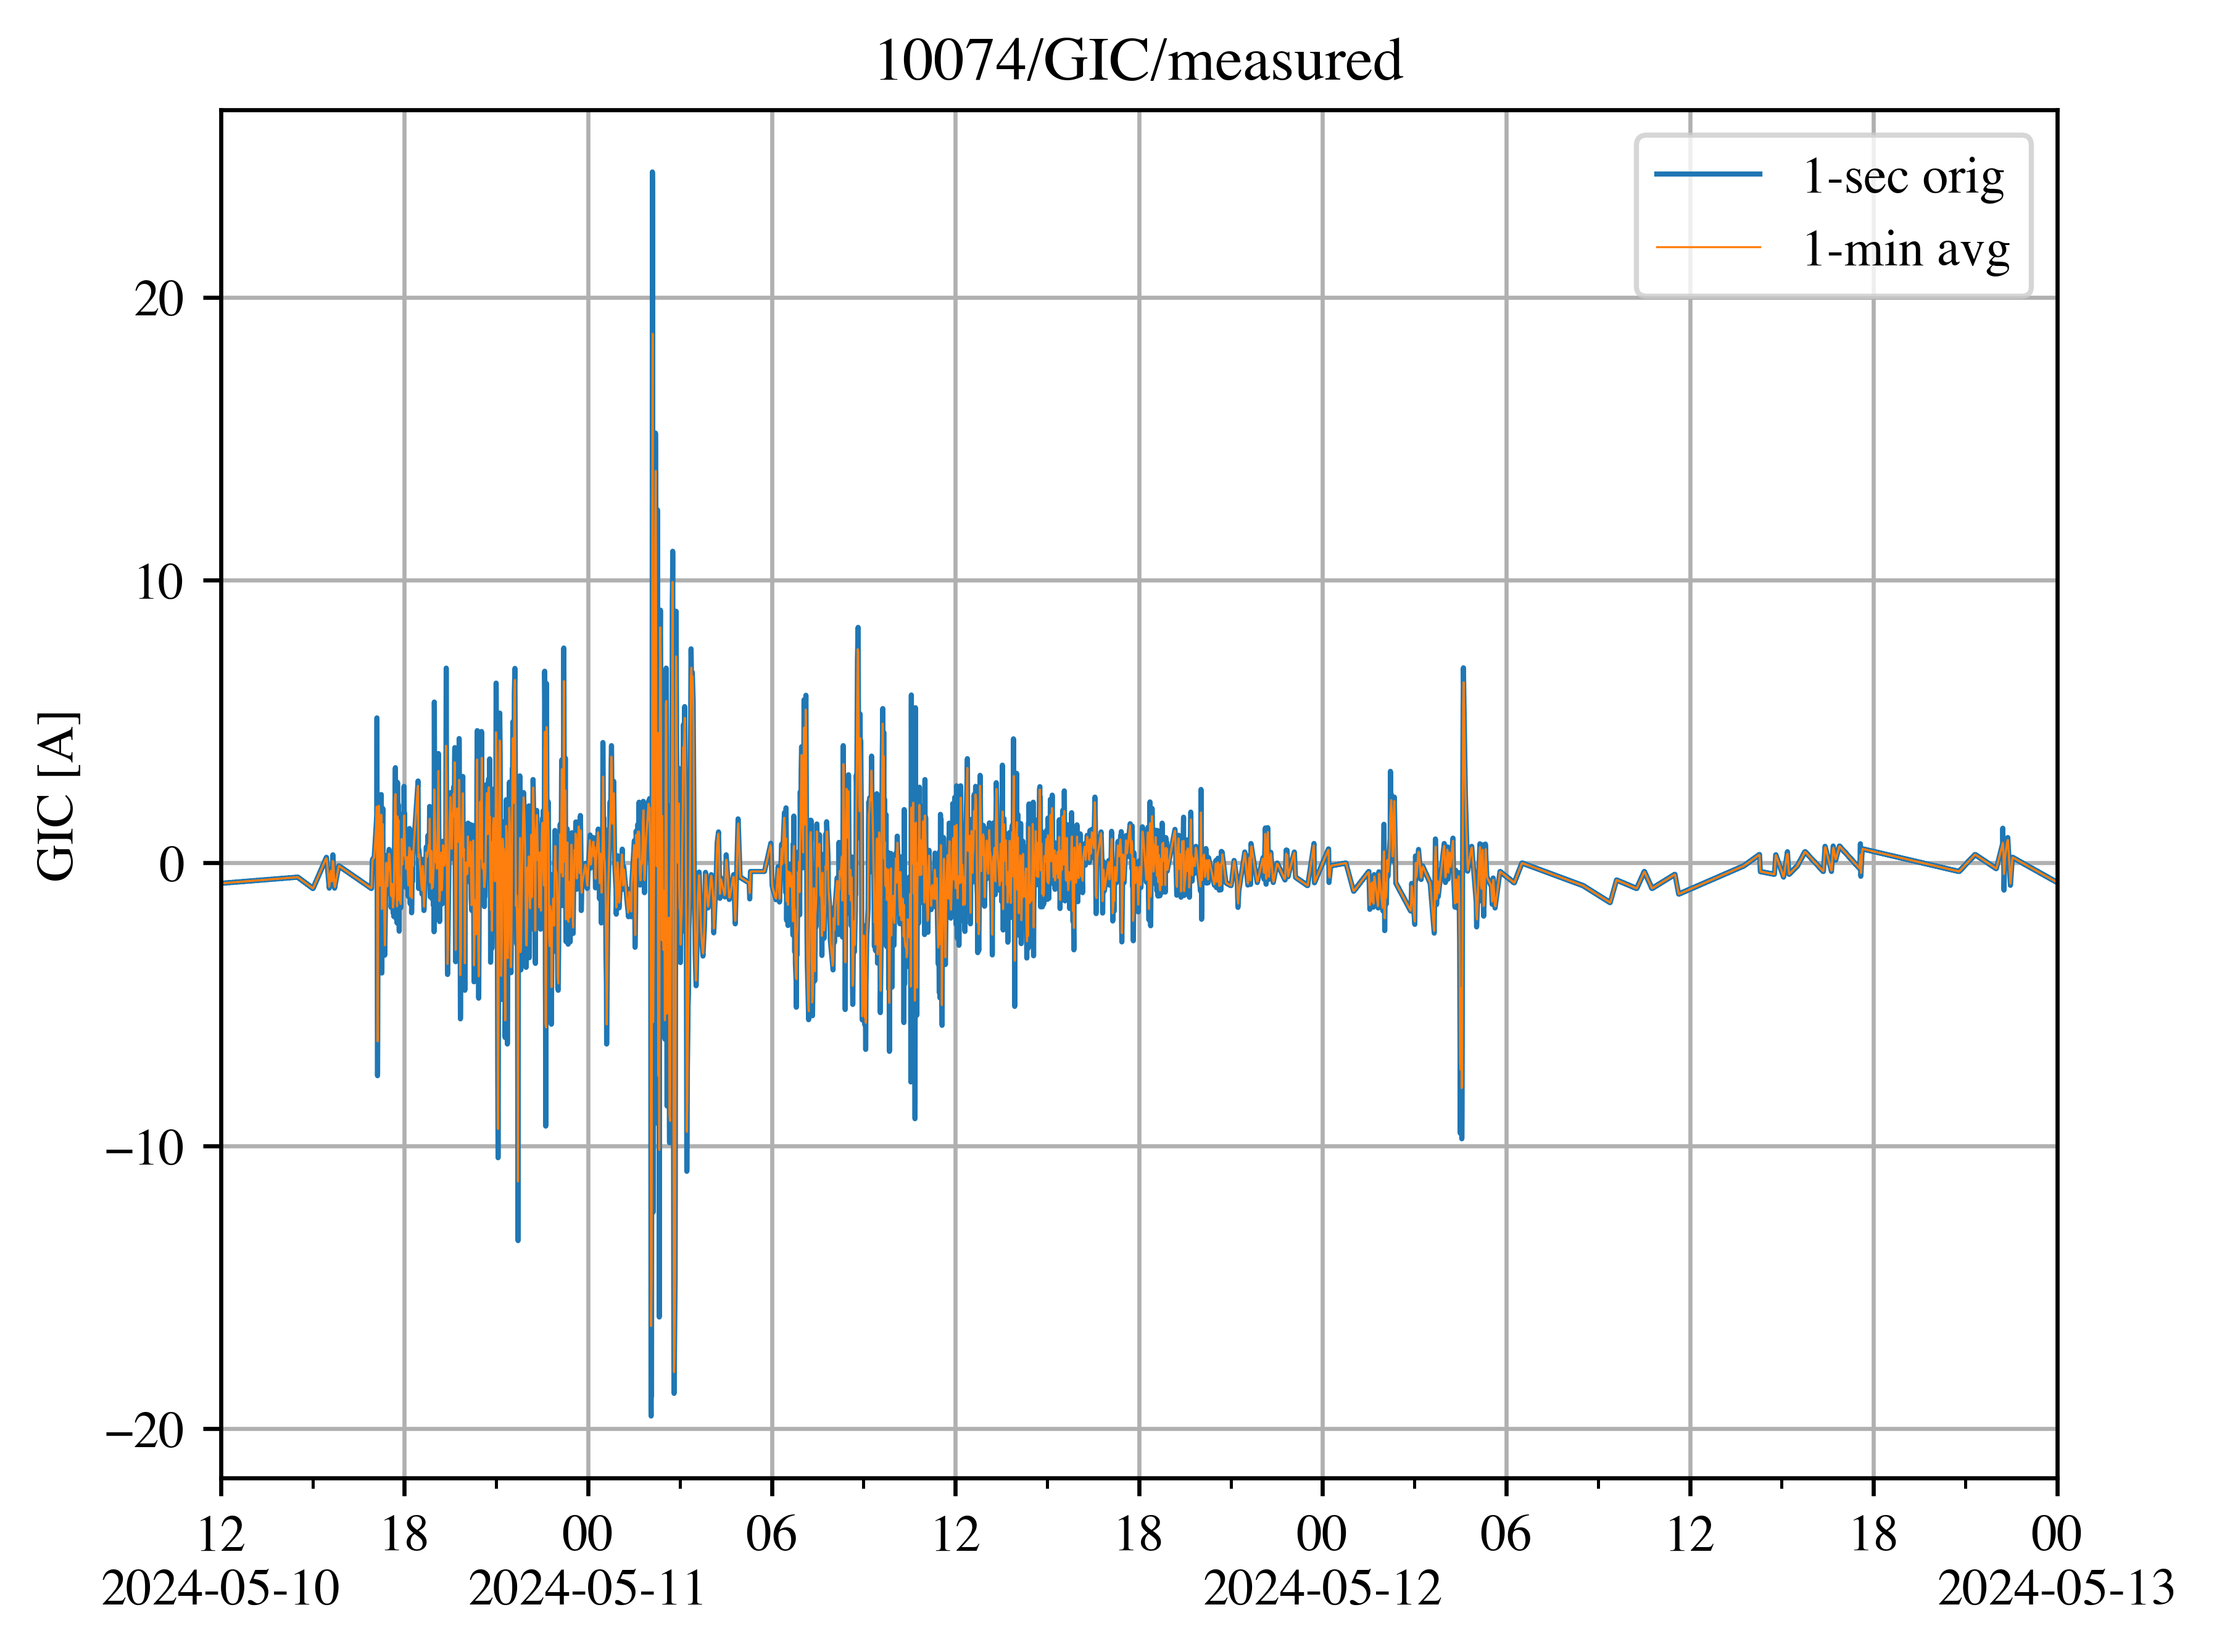 10074/GIC/measured
1-sec orig
1-min avg
GIC [A]
20
10
0
−10
−20
12 18 00 06 12 18 00 06 12 18 00
2024-05-10 2024-05-11 2024-05-12 2024-05-13